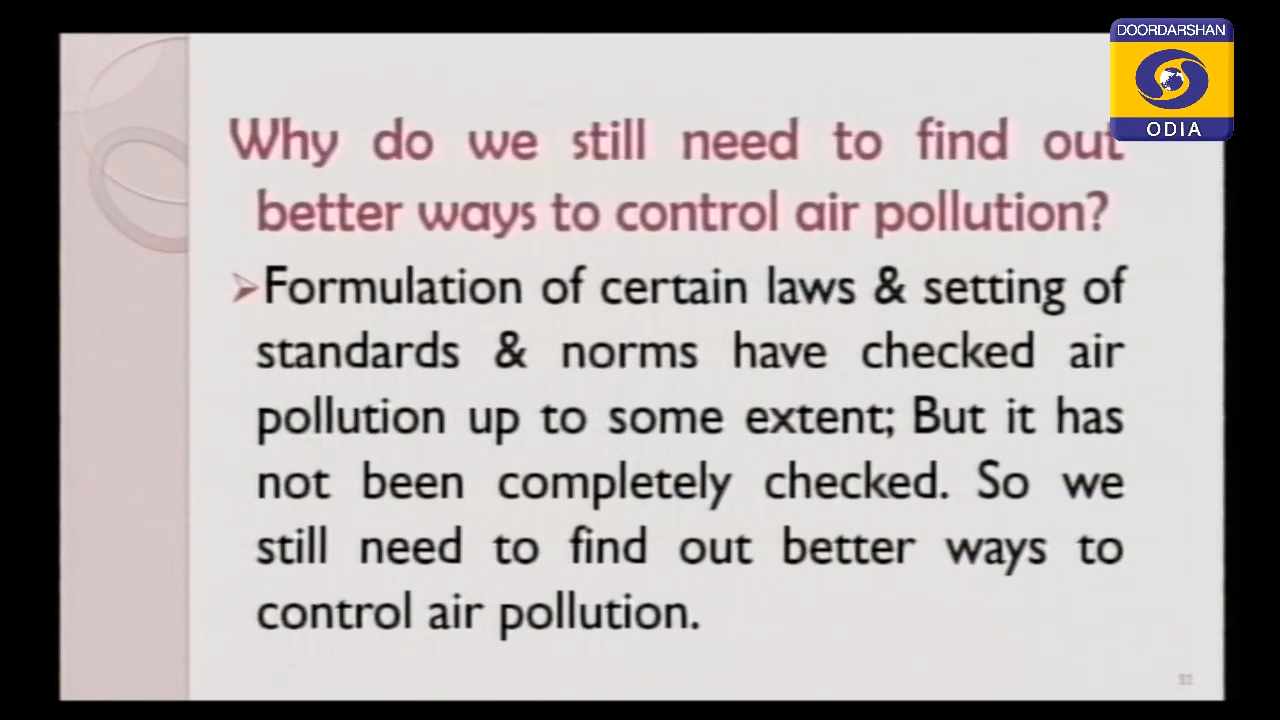 DOORDARSHAN
ODIA
Why do we still need to find out
better ways to control air pollution?
Formulation of certain laws & setting of
standards & norms have checked air
pollution up to some extent; But it has
not been completely checked. So we
still need to find out better ways to
control air pollution.
52